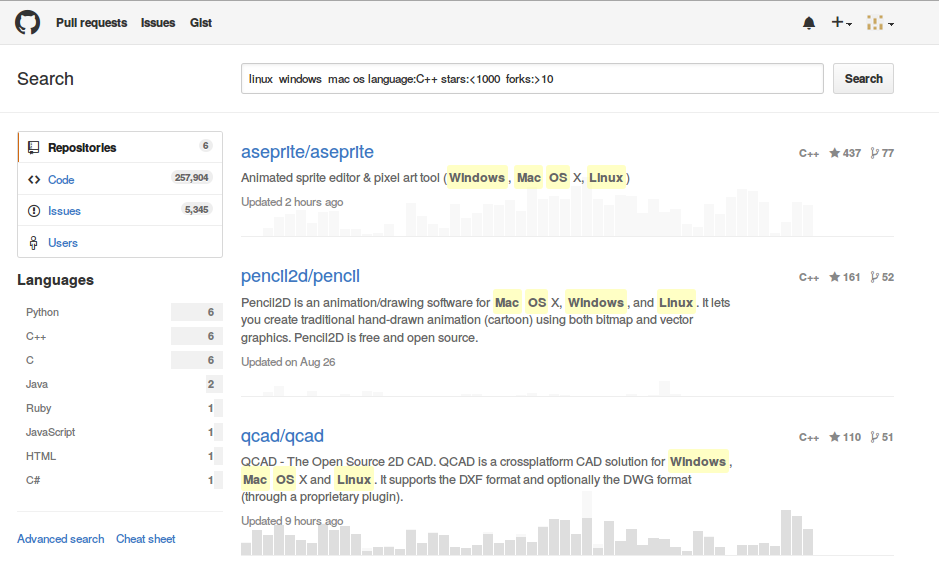 Pull requests Issues Gist
Search
linux windows mac os language:C++ stars:<1000 forks:>10
Search
Repositories 6
Code 257,904
Issues 5,345
Users
Languages
Python 6
C++ 6
C 6
Java 2
Ruby 1
JavaScript 1
HTML 1
C# 1
Advanced search Cheat sheet
aseprite/aseprite
C++ 437 77
Animated sprite editor & pixel art tool (Windows, Mac OS X, Linux)
Updated 2 hours ago
pencil2d/pencil
C++ 161 52
Pencil2D is an animation/drawing software for Mac OS X, Windows, and Linux. It lets
you create traditional hand-drawn animation (cartoon) using both bitmap and vector
graphics. Pencil2D is free and open source.
Updated on Aug 26
qcad/qcad
C++ 110 51
QCAD - The Open Source 2D CAD. QCAD is a crossplatform CAD solution for Windows,
Mac OS X and Linux. It supports the DXF format and optionally the DWG format
(through a proprietary plugin).
Updated 9 hours ago